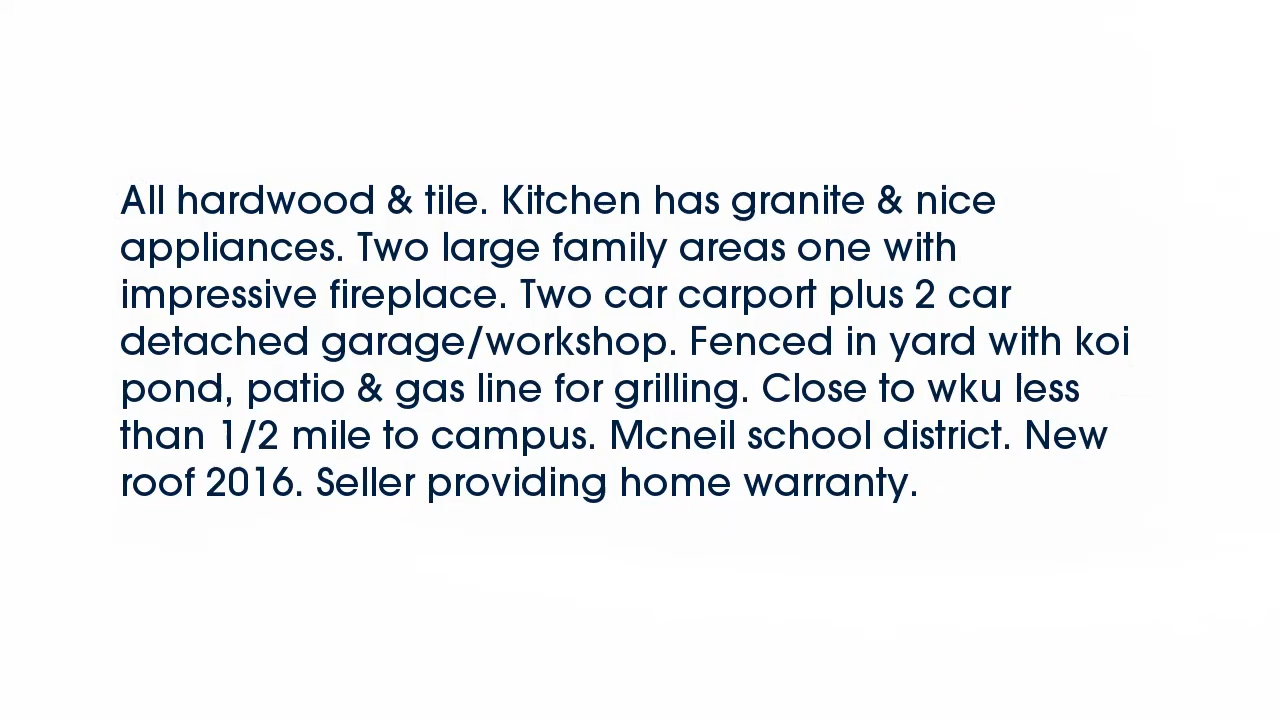 All hardwood & tile. Kitchen has granite & nice
appliances. Two large family areas one with
impressive fireplace. Two car carport plus 2 car
detached garage/workshop. Fenced in yard with koi
pond, patio & gas line for grilling. Close to wku less
than 1/2 mile to campus. Mcneil school district. New
roof 2016. Seller providing home warranty.